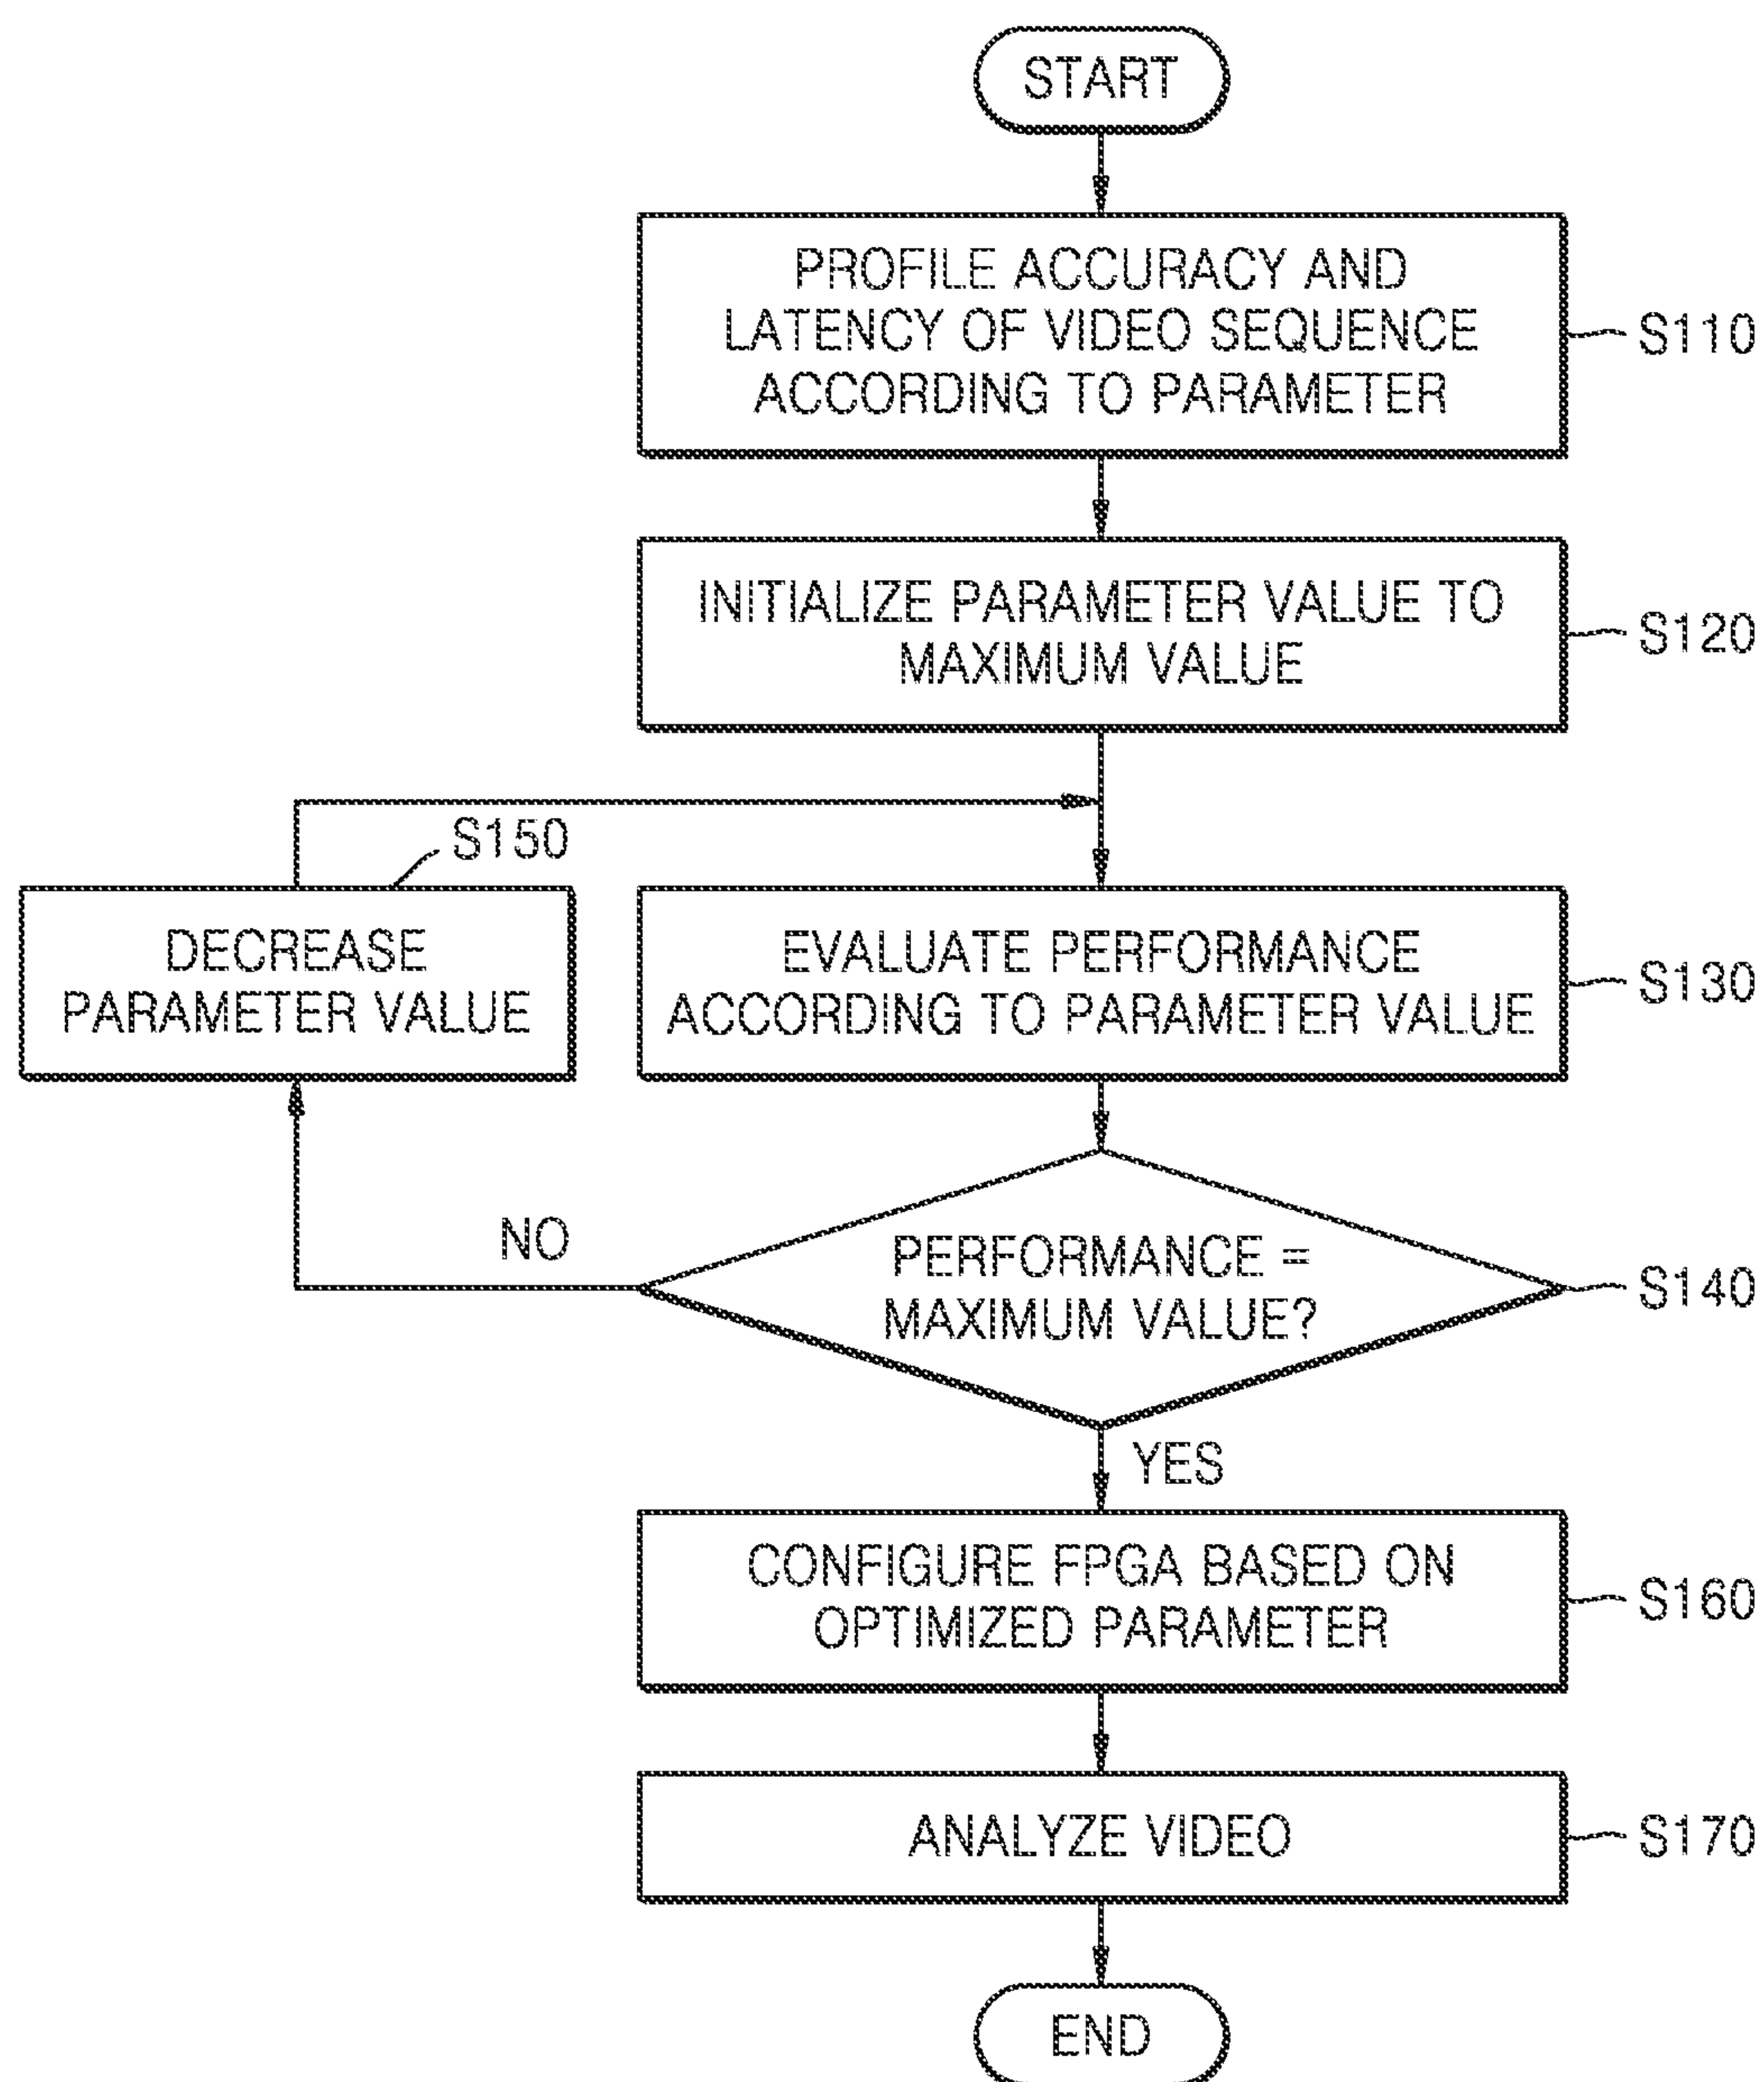 START
PROFILE ACCURACY AND
LATENCY OF VIDEO SEQUENCE
ACCORDING TO PARAMETER
S110
INITIALIZE PARAMETER VALUE TO
MAXIMUM VALUE
S120
S150
DECREASE
PARAMETER VALUE
EVALUATE PERFORMANCE
ACCORDING TO PARAMETER VALUE
S130
NO
PERFORMANCE =
MAXIMUM VALUE?
S140
YES
CONFIGURE FPGA BASED ON
OPTIMIZED PARAMETER
S160
ANALYZE VIDEO
S170
END